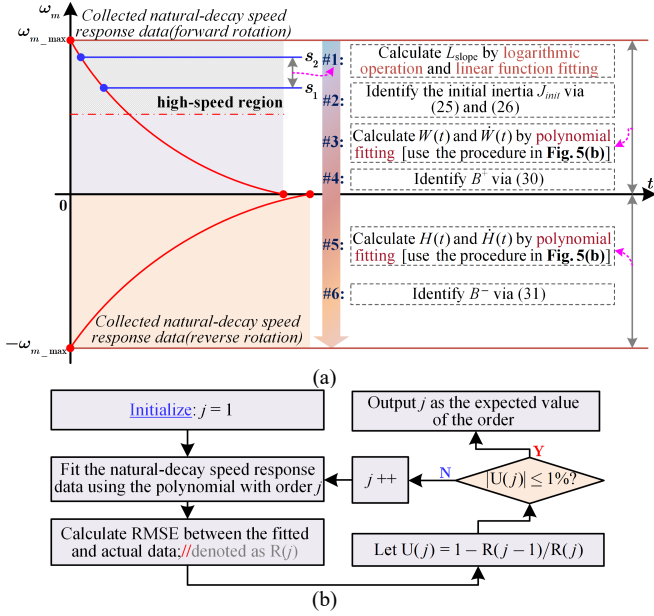 ω_m
Collected natural-decay speed
response data(forward rotation)
ω_m_max
s_2
s_1
high-speed region
#1:
Calculate L_slope by logarithmic
operation and linear function fitting
#2:
Identify the initial inertia J_init via
(25) and (26)
#3:
Calculate W(t) and Ẇ(t) by polynomial
fitting [use the procedure in Fig. 5(b)]
#4:
Identify B⁺ via (30)
t
0
#5:
Calculate H(t) and Ḣ(t) by polynomial
fitting [use the procedure in Fig. 5(b)]
#6:
Identify B⁻ via (31)
Collected natural-decay speed
response data(reverse rotation)
−ω_m_max
(a)
Initialize: j = 1
Fit the natural-decay speed response
data using the polynomial with order j
Calculate RMSE between the fitted
and actual data;//denoted as R(j)
Let U(j) = 1 − R(j−1)/R(j)
|U(j)| ≤ 1%?
N
j ++
Y
Output j as the expected value
of the order
(b)